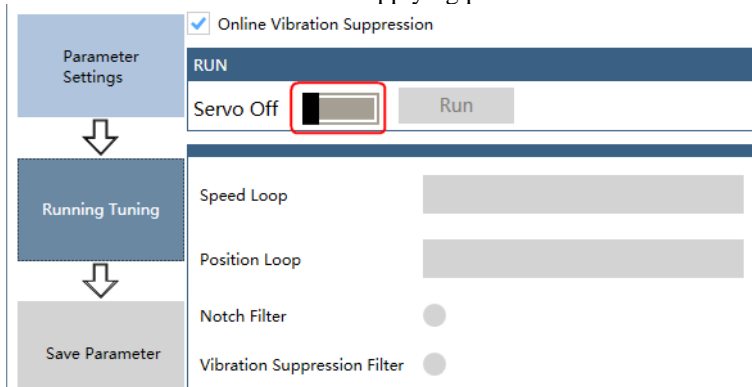 Online Vibration Suppression
Parameter
Settings
RUN
Servo Off
Run
Running Tuning
Speed Loop
Position Loop
Notch Filter
Save Parameter
Vibration Suppression Filter